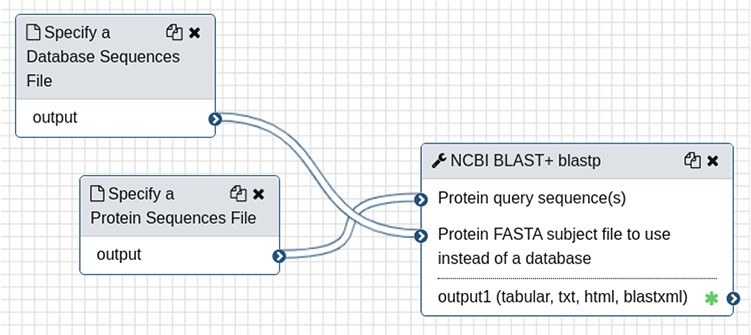 Specify a
Database Sequences
File
output
Specify a
Protein Sequences File
output
NCBI BLAST+ blastp
Protein query sequence(s)
Protein FASTA subject file to use
instead of a database
output1 (tabular, txt, html, blastxml)